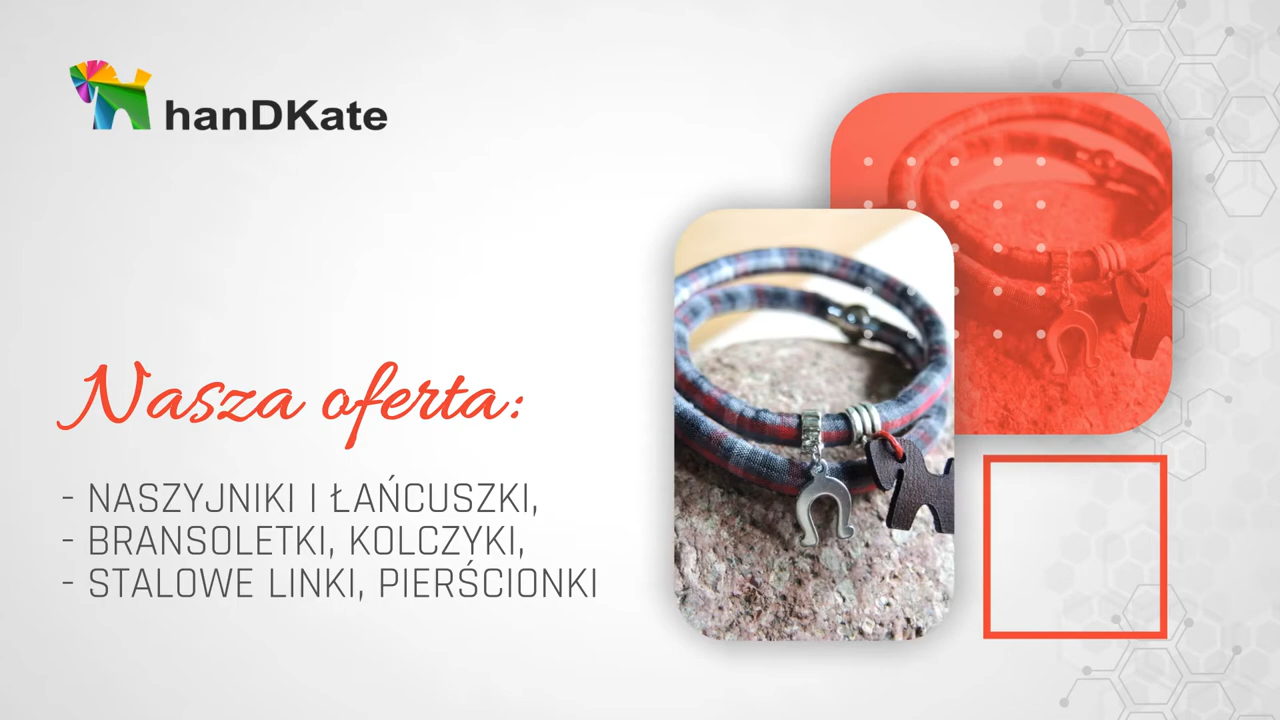 hanDKate
Nasza oferta:
- NASZYJNIKI I ŁAŃCUSZKI,
- BRANSOLETKI, KOLCZYKI,
- STALOWE LINKI, PIERŚCIONKI